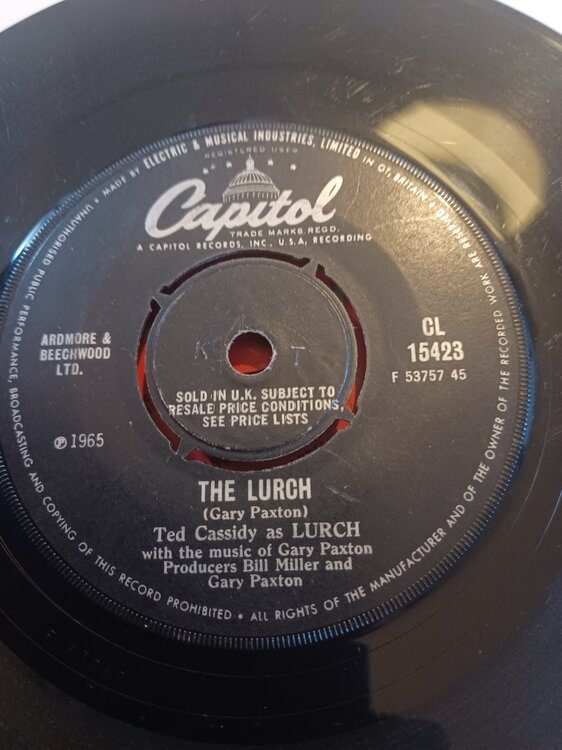 MADE BY ELECTRIC & MUSICAL INDUSTRIES, LIMITED IN GT. BRITAIN •
REGISTERED USER
Capitol
TRADE MARKS REGD.
A CAPITOL RECORDS, INC., U.S.A., RECORDING
ARDMORE &
BEECHWOOD
LTD.
CL
15423
F 53757 45
K T
SOLD IN U.K. SUBJECT TO
RESALE PRICE CONDITIONS,
SEE PRICE LISTS
℗ 1965
THE LURCH
(Gary Paxton)
Ted Cassidy as LURCH
with the music of Gary Paxton
Producers Bill Miller and
Gary Paxton
• ALL RIGHTS OF THE MANUFACTURER AND OF THE OWNER OF THE RECORDED WORK ARE
UNAUTHORISED PUBLIC PERFORMANCE, BROADCASTING AND COPYING OF THIS RECORD PROHIBITED